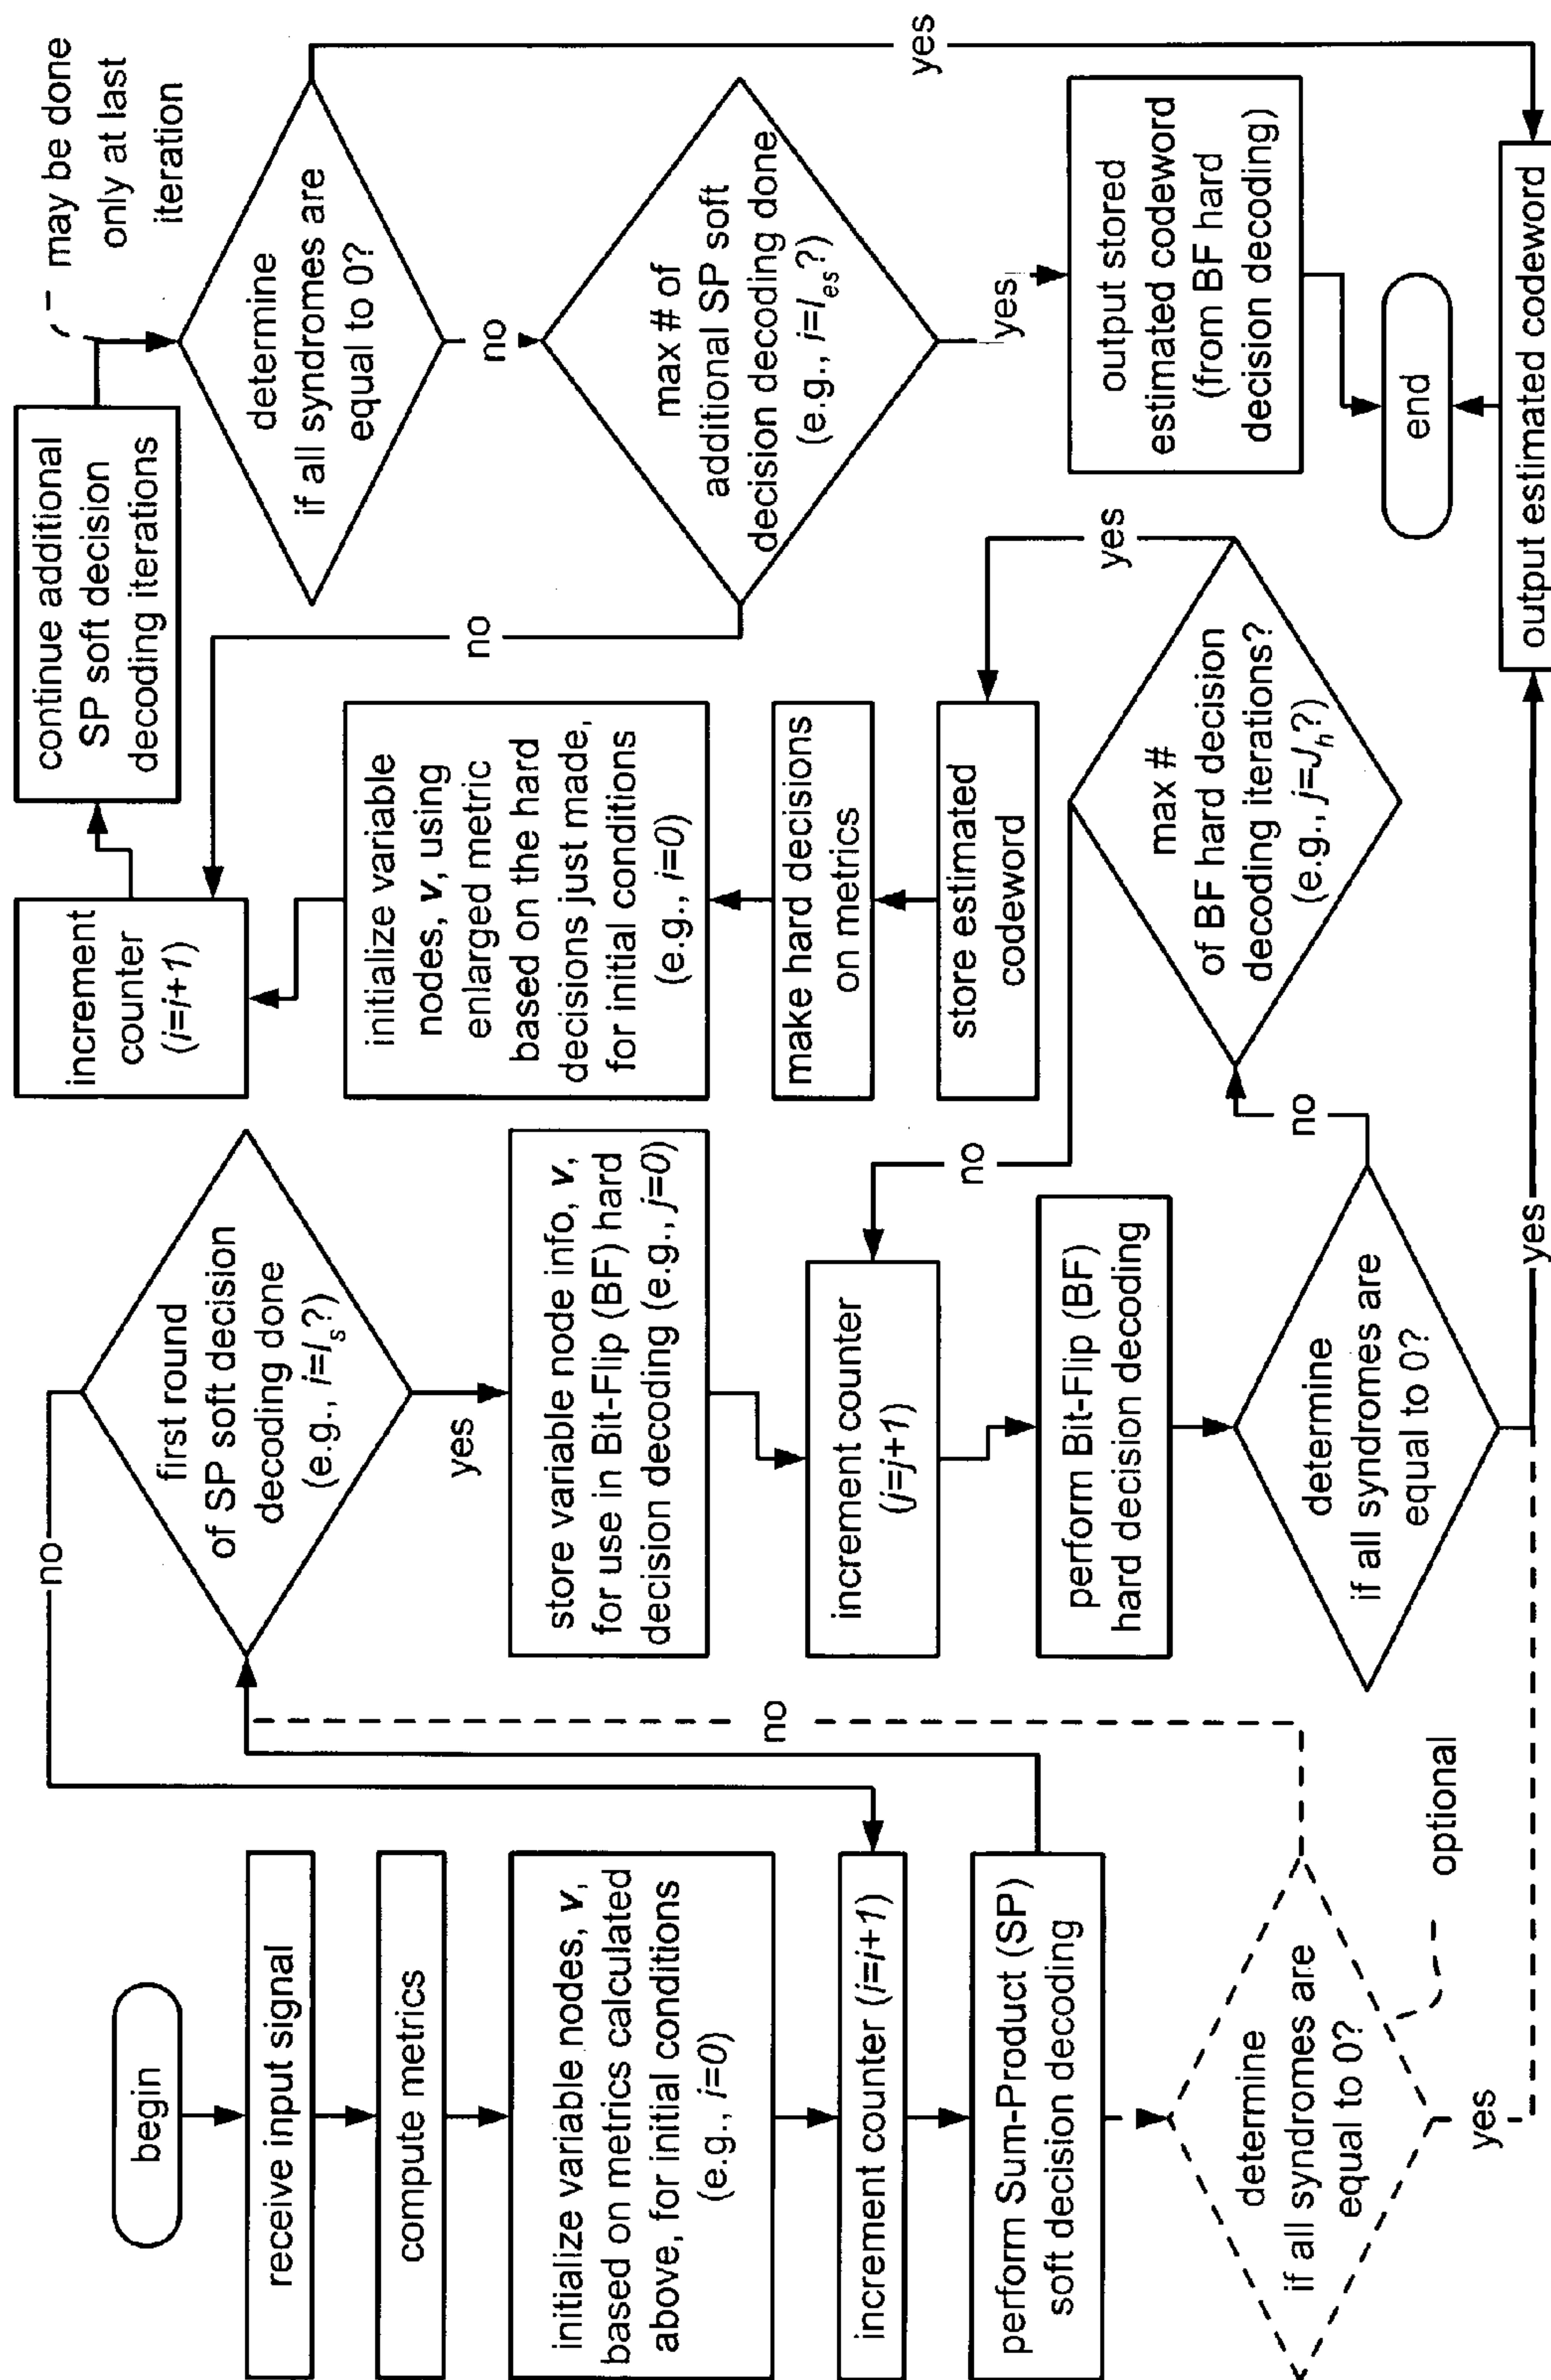 begin
receive input signal
compute metrics
initialize variable nodes, v,
based on metrics calculated
above, for initial conditions
(e.g., i=0)
increment counter (i=i+1)
perform Sum-Product (SP)
soft decision decoding
determine
if all syndromes are
equal to 0?
optional
yes
no
no
first round
of SP soft decision
decoding done
(e.g., i=Is?)
yes
store variable node info, v,
for use in Bit-Flip (BF) hard
decision decoding (e.g., j=0)
increment counter
(j=j+1)
perform Bit-Flip (BF)
hard decision decoding
determine
if all syndromes are
equal to 0?
yes
no
no
max #
of BF hard decision
decoding iterations?
(e.g., j=Jh?)
yes
store estimated
codeword
make hard decisions
on metrics
initialize variable
nodes, v, using
enlarged metric
based on the hard
decisions just made,
for initial conditions
(e.g., i=0)
increment
counter
(i=i+1)
continue additional
SP soft decision
decoding iterations
may be done
only at last
iteration
determine
if all syndromes are
equal to 0?
yes
no
max # of
additional SP soft
decision decoding done
(e.g., i=Ies?)
no
yes
output stored
estimated codeword
(from BF hard
decision decoding)
end
output estimated codeword